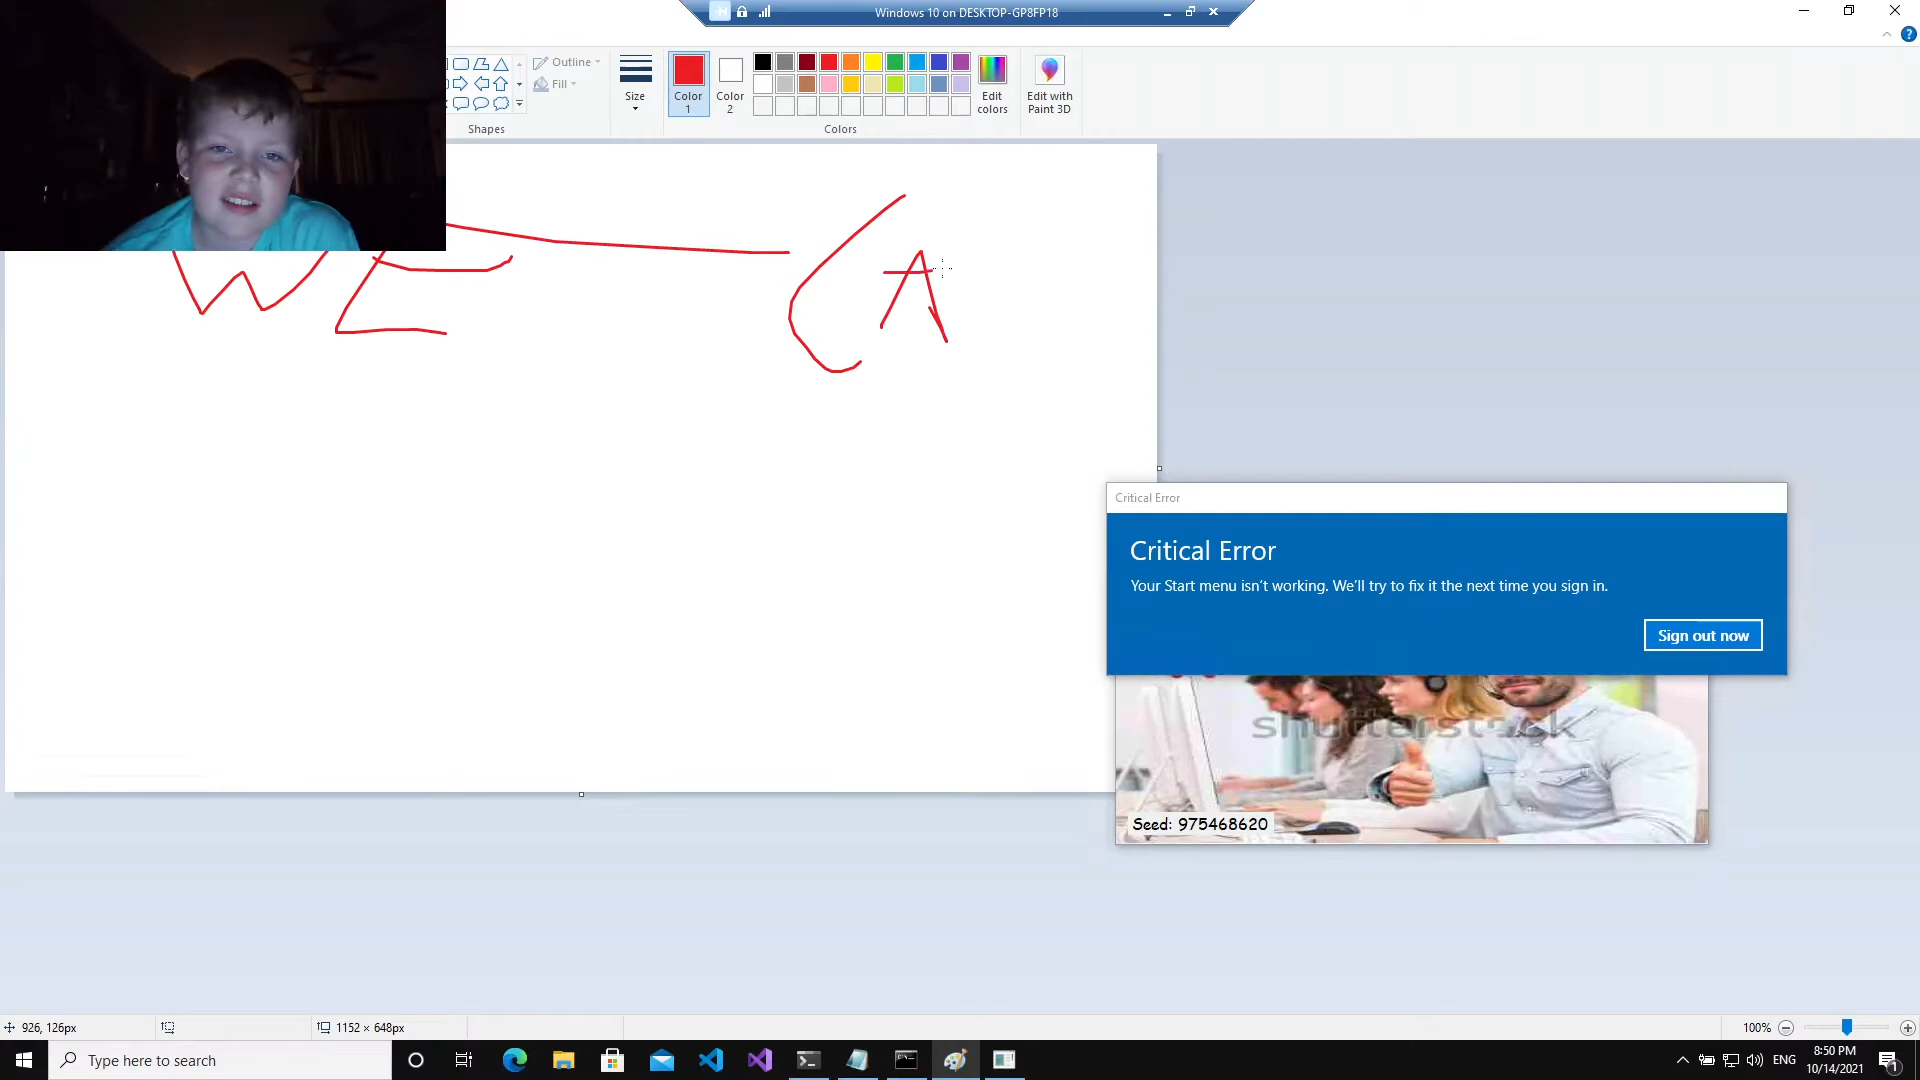 Windows 10 on DESKTOP-GP8FP18
Outline
Fill
Shapes
Size
Color 1
Color 2
Colors
Edit colors
Edit with Paint 3D
WE CA
Critical Error
Critical Error
Your Start menu isn't working. We'll try to fix it the next time you sign in.
Sign out now
shutterstock
Seed: 975468620
926, 126px
1152 × 648px
100%
Type here to search
ENG
8:50 PM
10/14/2021
1